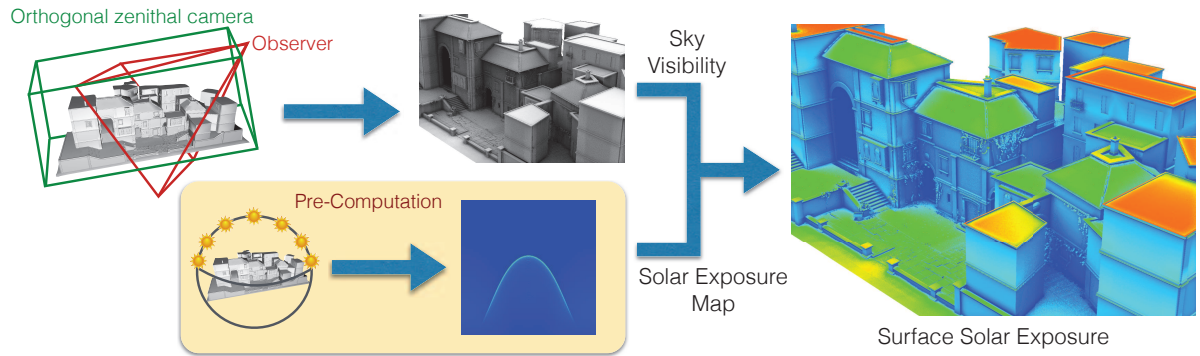 Orthogonal zenithal camera
Observer
Sky
Visibility
Pre-Computation
Solar Exposure
Map
Surface Solar Exposure